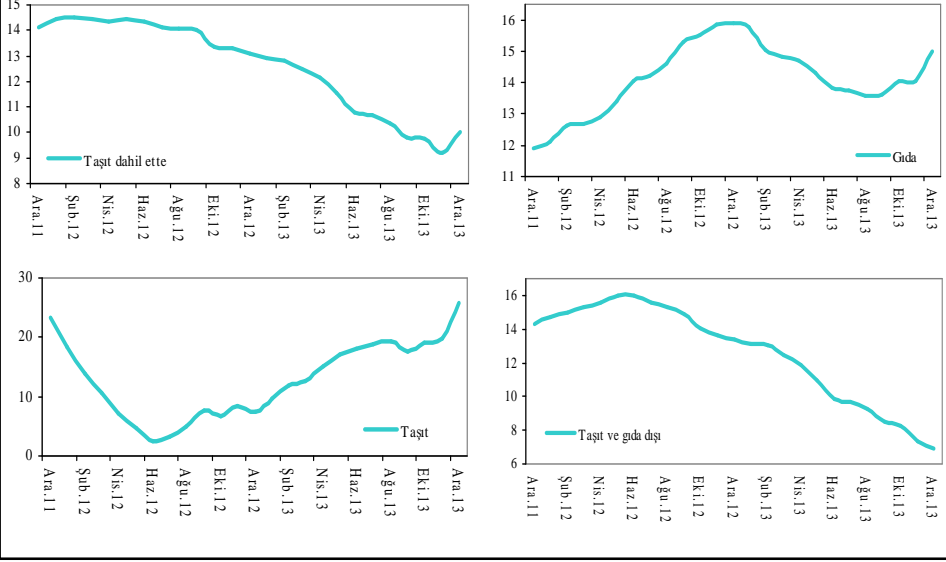 15
14
13
12
11
10
9
8
Taşıt dahil ette
Ara.11
Şub.12
Nis.12
Haz.12
Ağu.12
Eki.12
Ara.12
Şub.13
Nis.13
Haz.13
Ağu.13
Eki.13
Ara.13
16
15
14
13
12
11
Gıda
Ara.11
Şub.12
Nis.12
Haz.12
Ağu.12
Eki.12
Ara.12
Şub.13
Nis.13
Haz.13
Ağu.13
Eki.13
Ara.13
30
20
10
0
Taşıt
Ara.11
Şub.12
Nis.12
Haz.12
Ağu.12
Eki.12
Ara.12
Şub.13
Nis.13
Haz.13
Ağu.13
Eki.13
Ara.13
16
14
12
10
8
6
Taşıt ve gıda dışı
Ara.11
Şub.12
Nis.12
Haz.12
Ağu.12
Eki.12
Ara.12
Şub.13
Nis.13
Haz.13
Ağu.13
Eki.13
Ara.13